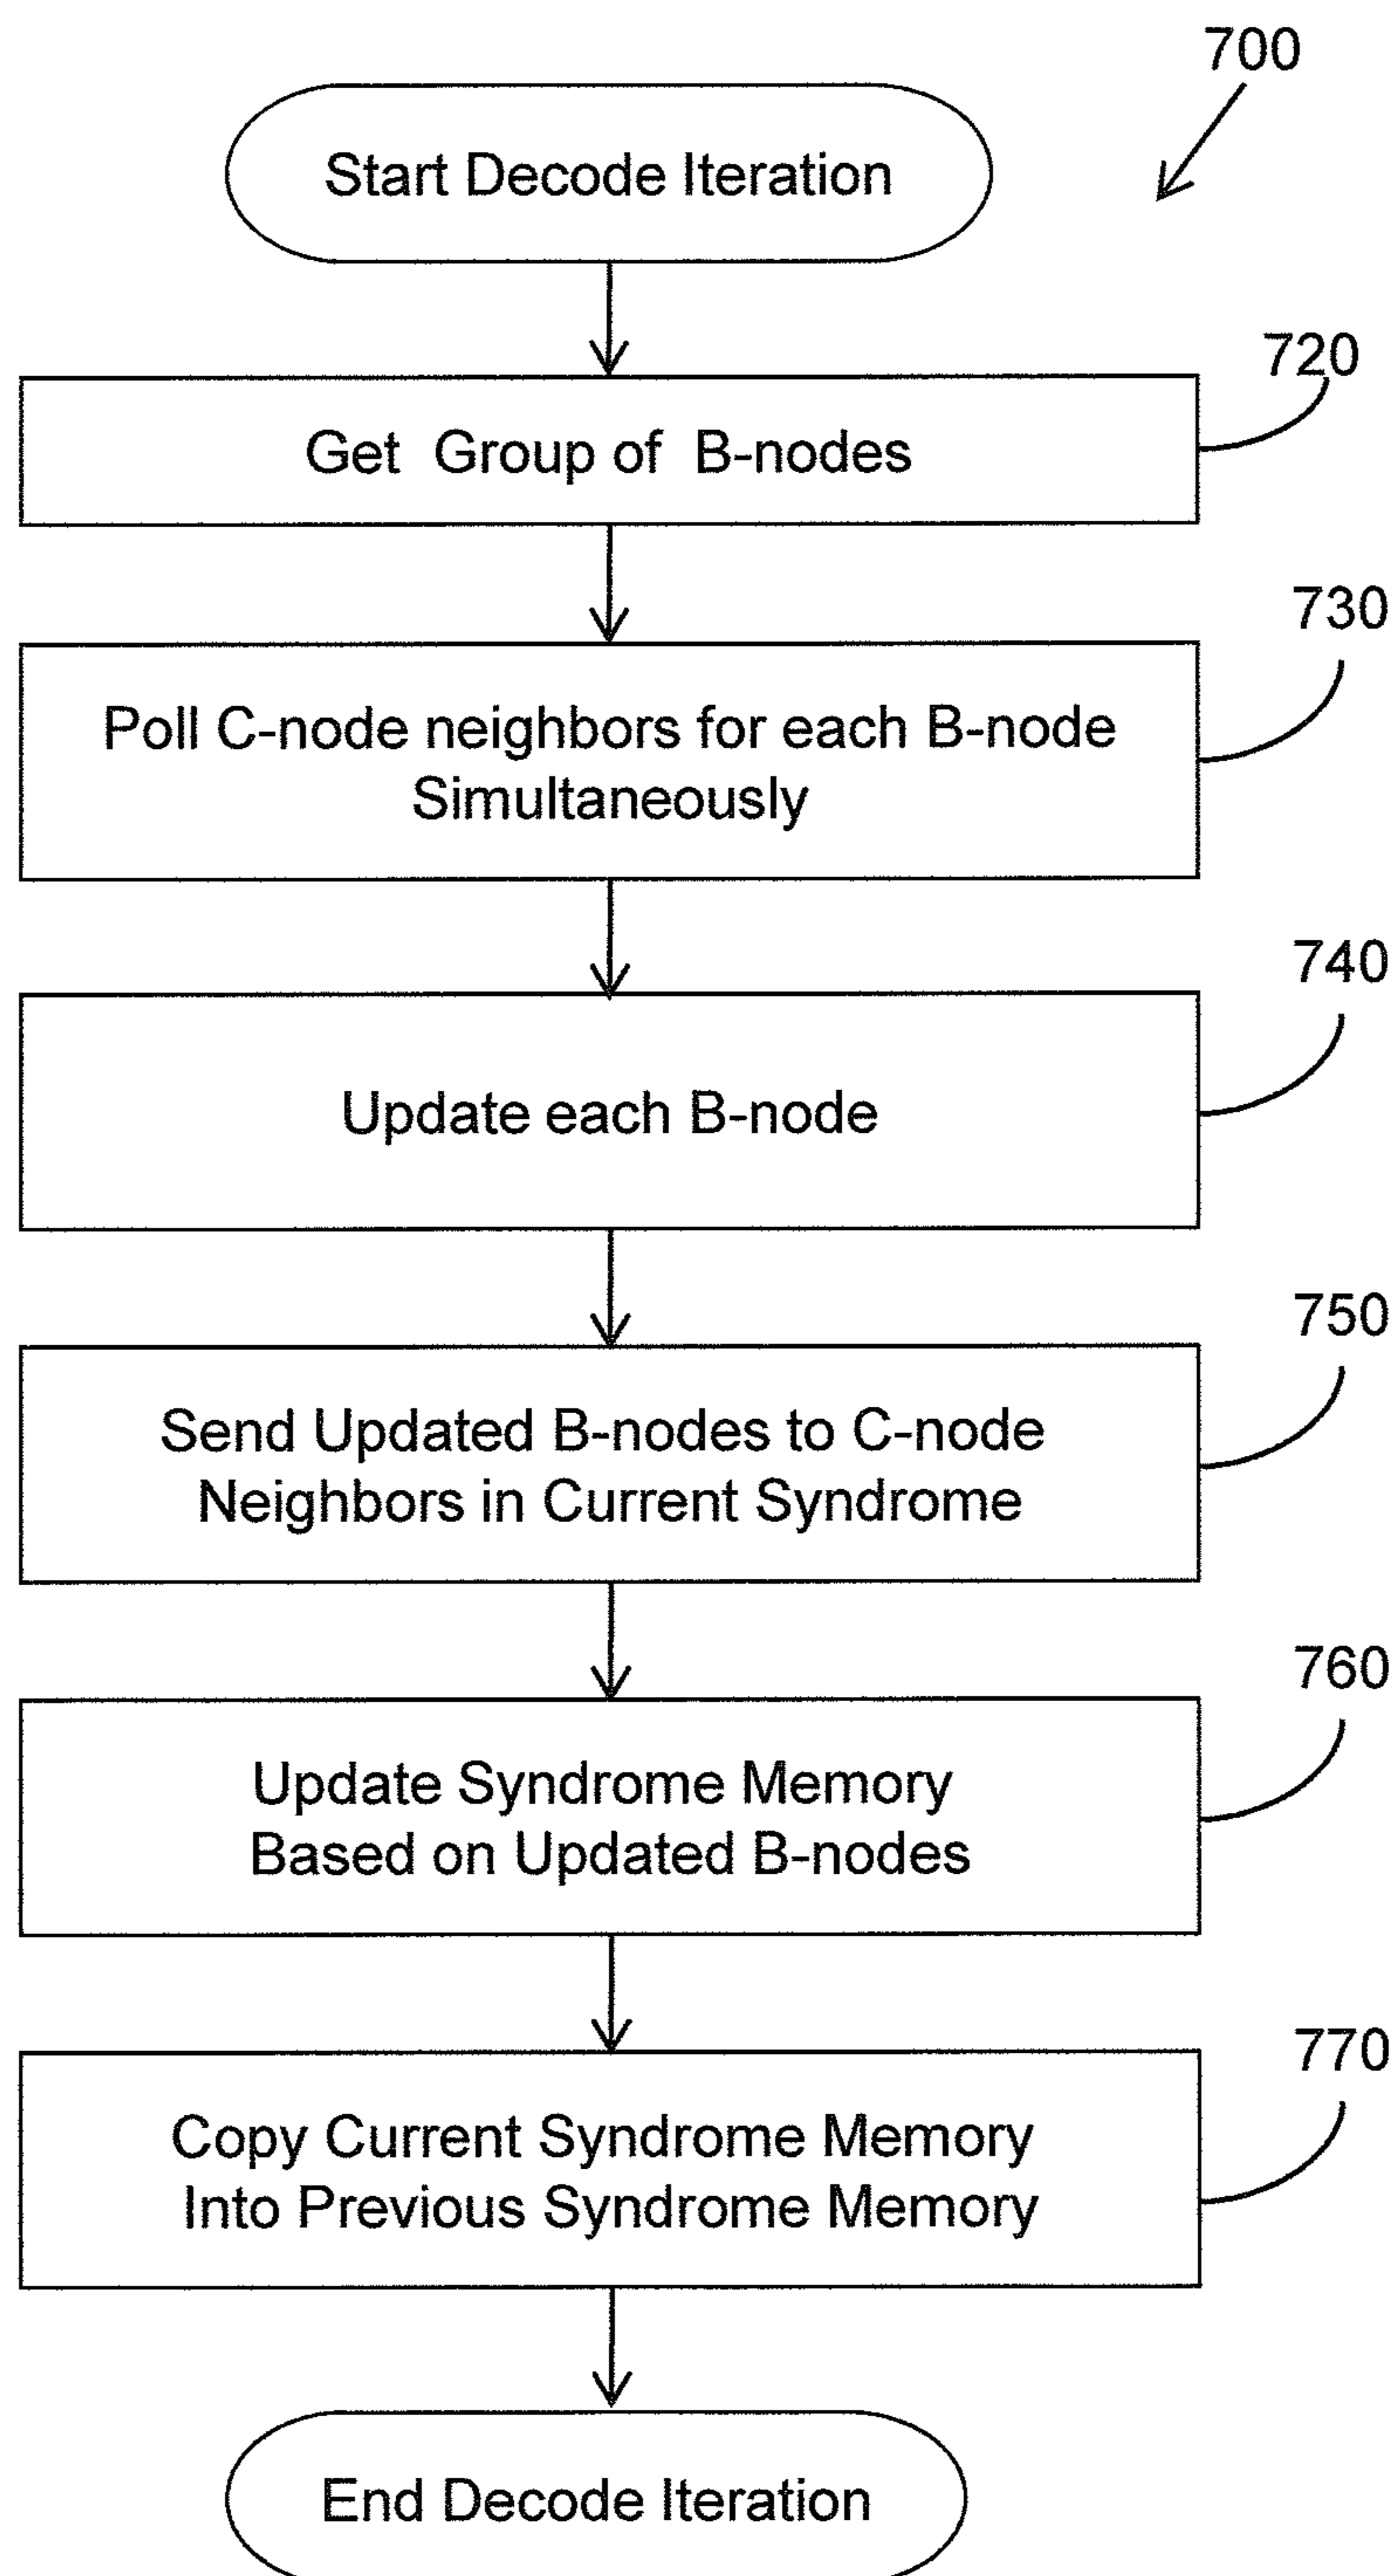 700
Start Decode Iteration
720
Get Group of B-nodes
730
Poll C-node neighbors for each B-node
Simultaneously
740
Update each B-node
750
Send Updated B-nodes to C-node
Neighbors in Current Syndrome
760
Update Syndrome Memory
Based on Updated B-nodes
770
Copy Current Syndrome Memory
Into Previous Syndrome Memory
End Decode Iteration